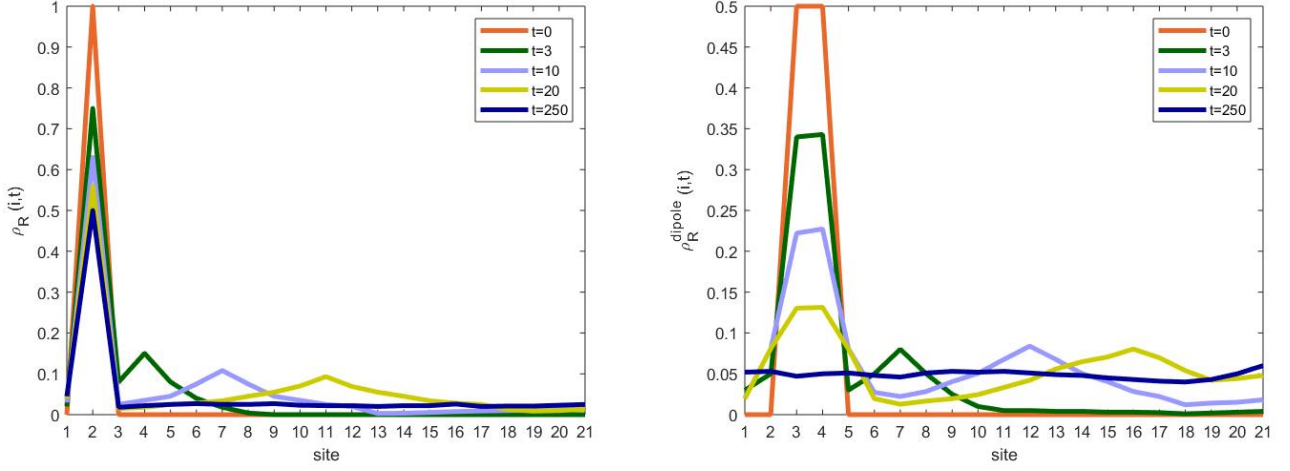 1
0.9
0.8
0.7
0.6
0.5
0.4
0.3
0.2
0.1
0
ρR (i,t)
1 2 3 4 5 6 7 8 9 10 11 12 13 14 15 16 17 18 19 20 21
site
t=0
t=3
t=10
t=20
t=250
0.5
0.45
0.4
0.35
0.3
0.25
0.2
0.15
0.1
0.05
0
ρR dipole (i,t)
1 2 3 4 5 6 7 8 9 10 11 12 13 14 15 16 17 18 19 20 21
site
t=0
t=3
t=10
t=20
t=250